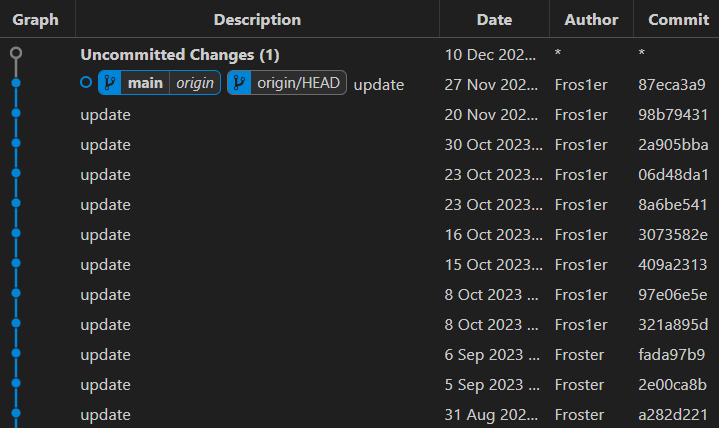 Graph Description Date Author Commit
Uncommitted Changes (1) 10 Dec 202... * *
main origin origin/HEAD update 27 Nov 202... Fros1er 87eca3a9
update 20 Nov 202... Fros1er 98b79431
update 30 Oct 2023... Fros1er 2a905bba
update 23 Oct 2023... Fros1er 06d48da1
update 23 Oct 2023... Fros1er 8a6be541
update 16 Oct 2023... Fros1er 3073582e
update 15 Oct 2023... Fros1er 409a2313
update 8 Oct 2023 ... Fros1er 97e06e5e
update 8 Oct 2023 ... Fros1er 321a895d
update 6 Sep 2023 ... Froster fada97b9
update 5 Sep 2023 ... Froster 2e00ca8b
update 31 Aug 202... Froster a282d221